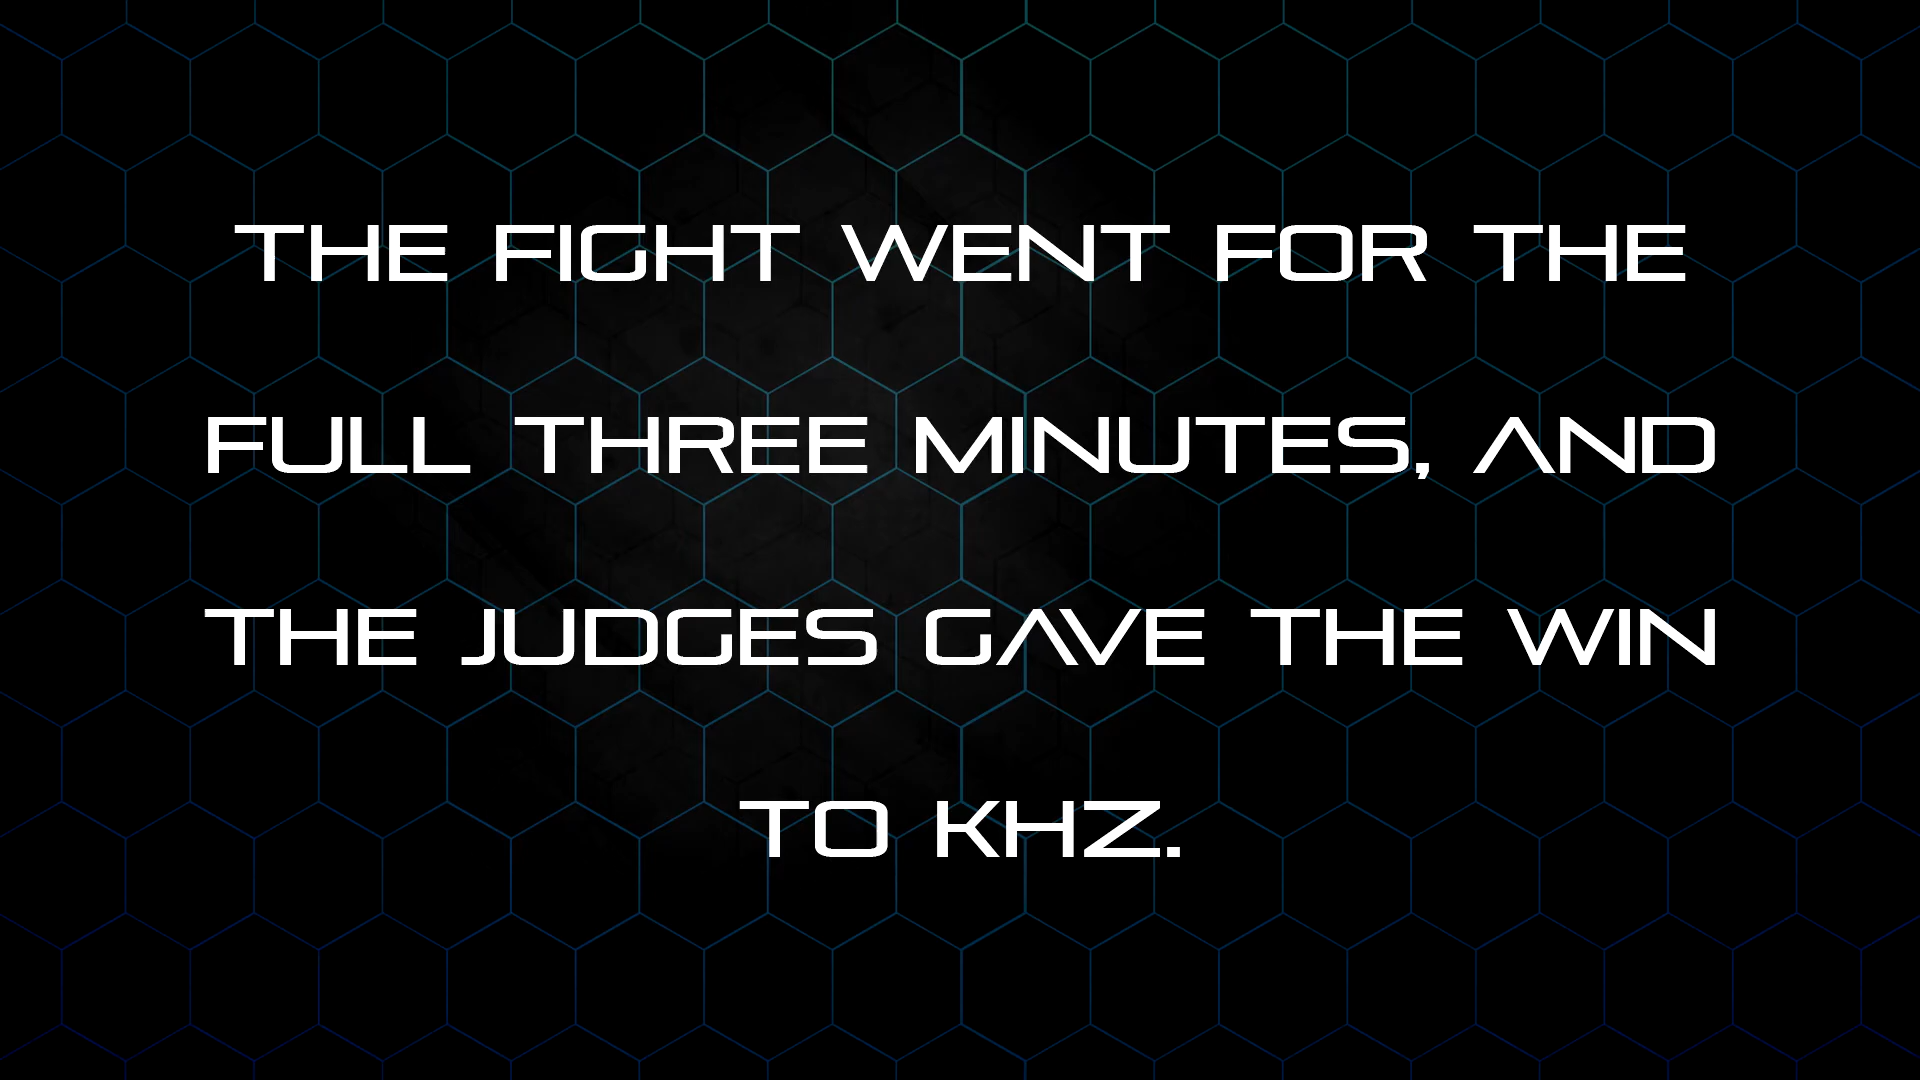 THE FIGHT WENT FOR THE
FULL THREE MINUTES, AND
THE JUDGES GAVE THE WIN
TO KHZ.